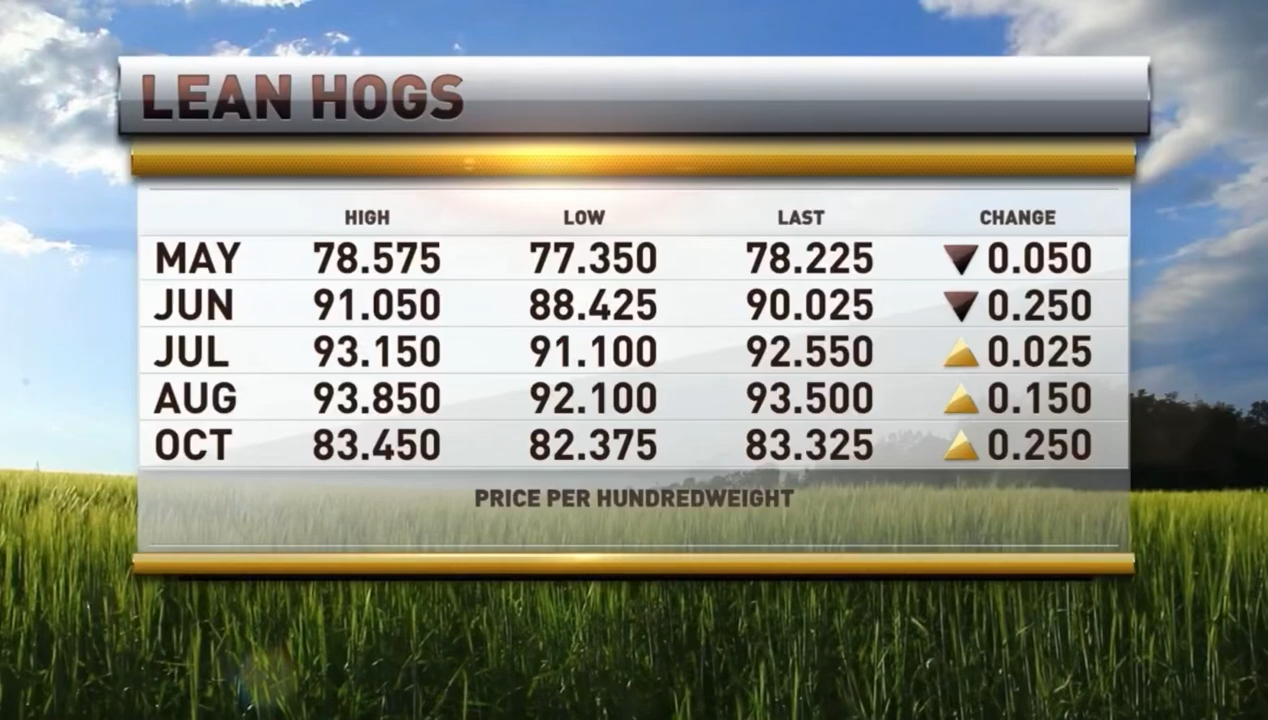 LEAN HOGS
HIGH LOW LAST CHANGE
MAY 78.575 77.350 78.225 ▼ 0.050
JUN 91.050 88.425 90.025 ▼ 0.250
JUL 93.150 91.100 92.550 ▲ 0.025
AUG 93.850 92.100 93.500 ▲ 0.150
OCT 83.450 82.375 83.325 ▲ 0.250
PRICE PER HUNDREDWEIGHT